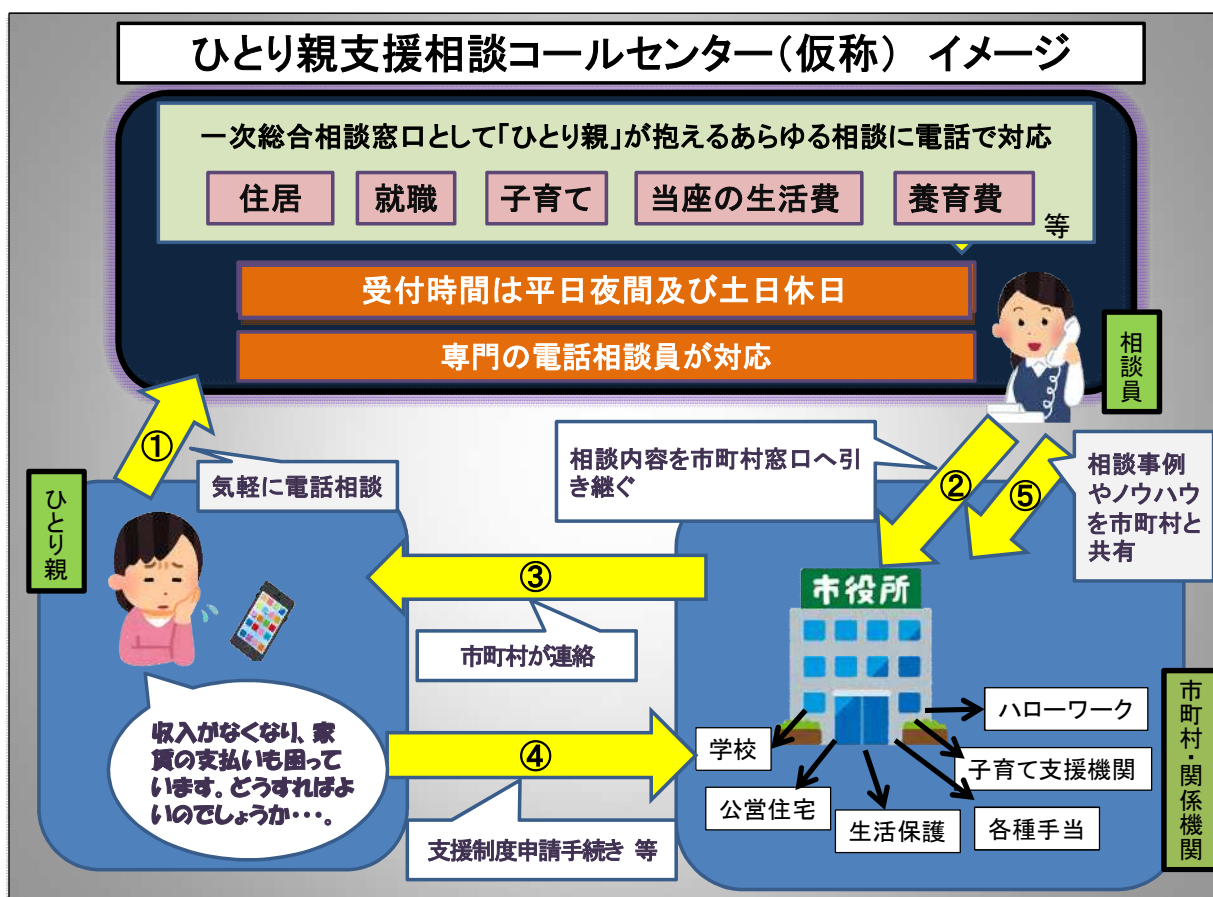 ひとり親支援相談コールセンター(仮称) イメージ
一次総合相談窓口として「ひとり親」が抱えるあらゆる相談に電話で対応
住居
就職
子育て
当座の生活費
養育費
等
受付時間は平日夜間及び土日休日
専門の電話相談員が対応
相談員
①
気軽に電話相談
相談内容を市町村窓口へ引
き継ぐ
②
⑤
相談事例
やノウハウ
を市町村と
共有
ひとり親
③
市町村が連絡
市役所
収入がなくなり、家
賃の支払いも困って
います。どうすればよ
いのでしょうか・・・。
④
支援制度申請手続き 等
学校
公営住宅
生活保護
各種手当
子育て支援機関
ハローワーク
市町村・関係機関